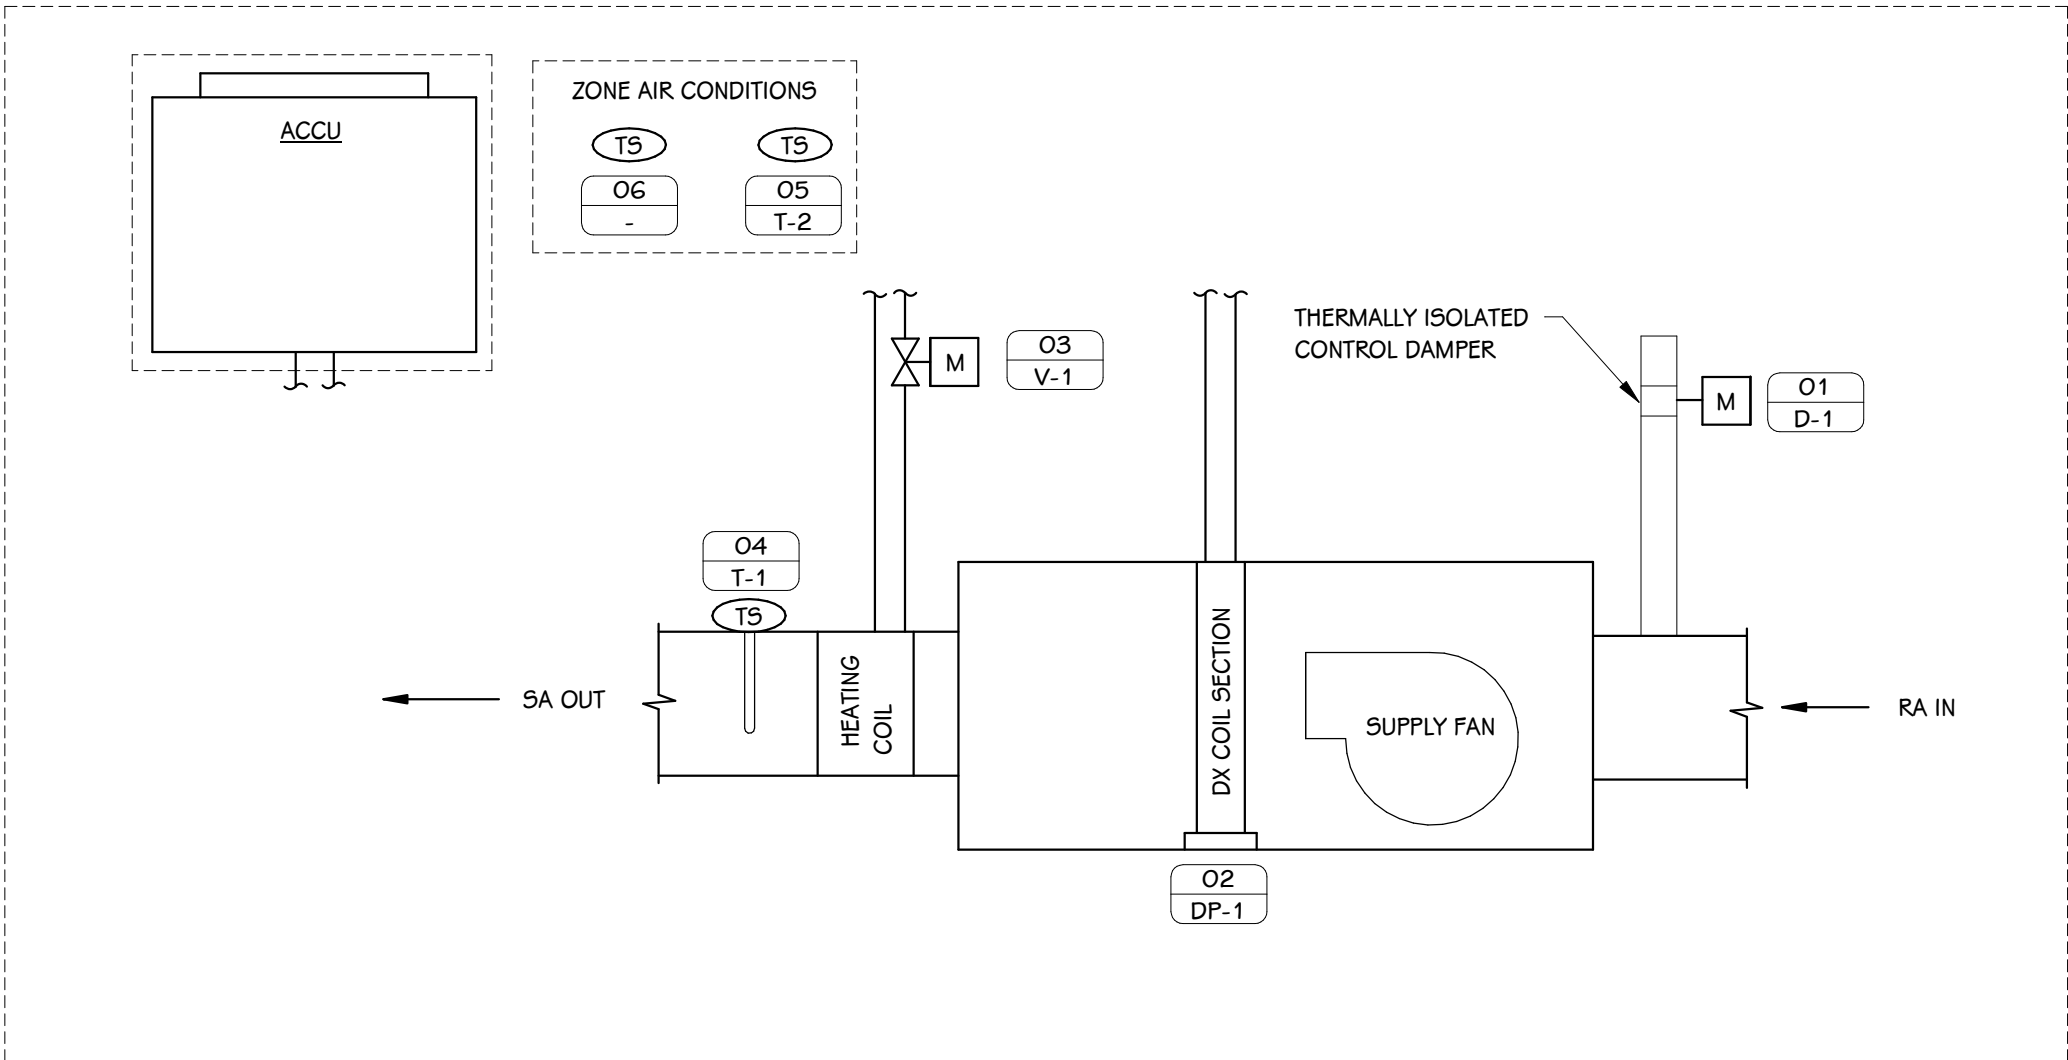 ACCU
ZONE AIR CONDITIONS
TS
TS
06
-
05
T-2
THERMALLY ISOLATED
CONTROL DAMPER
M
03
V-1
M
01
D-1
04
T-1
TS
SA OUT
HEATING
COIL
DX COIL SECTION
SUPPLY FAN
RA IN
02
DP-1